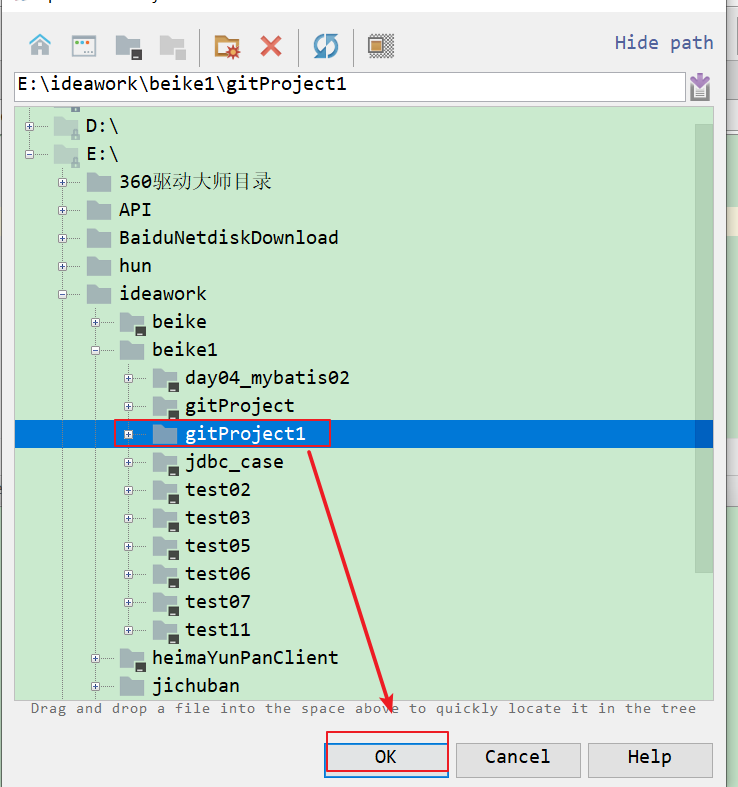 Hide path
E:\ideawork\beike1\gitProject1
D:\
E:\
360驱动大师目录
API
BaiduNetdiskDownload
hun
ideawork
beike
beike1
day04_mybatis02
gitProject
gitProject1
jdbc_case
test02
test03
test05
test06
test07
test11
heimaYunPanClient
jichuban
Drag and drop a file into the space above to quickly locate it in the tree
OK Cancel Help